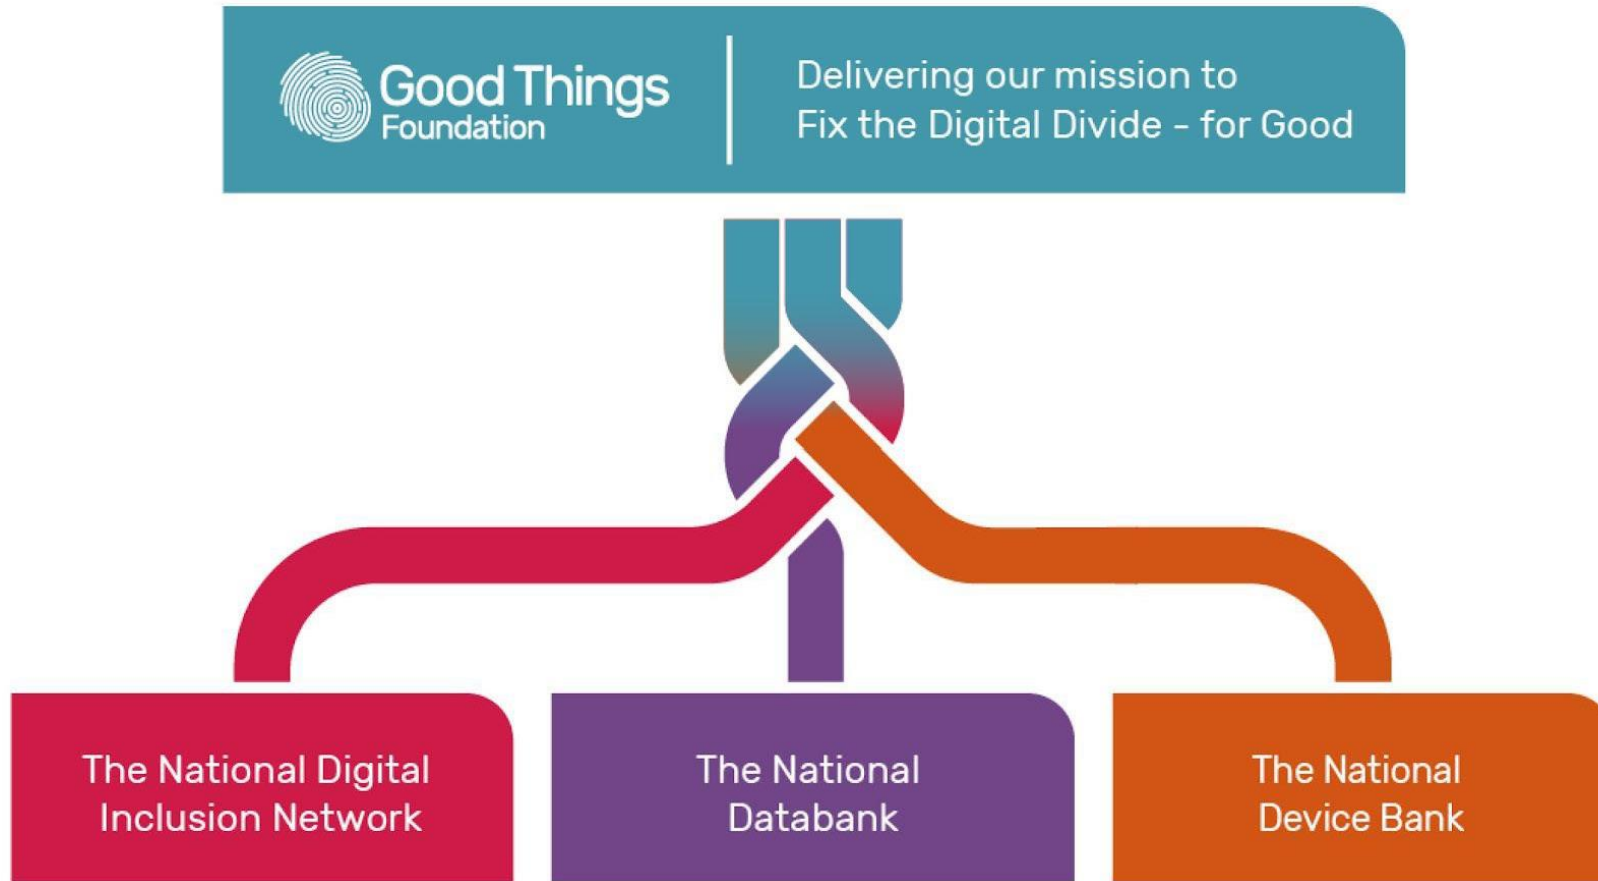 Good Things
Foundation
Delivering our mission to
Fix the Digital Divide - for Good
The National Digital
Inclusion Network
The National
Databank
The National
Device Bank